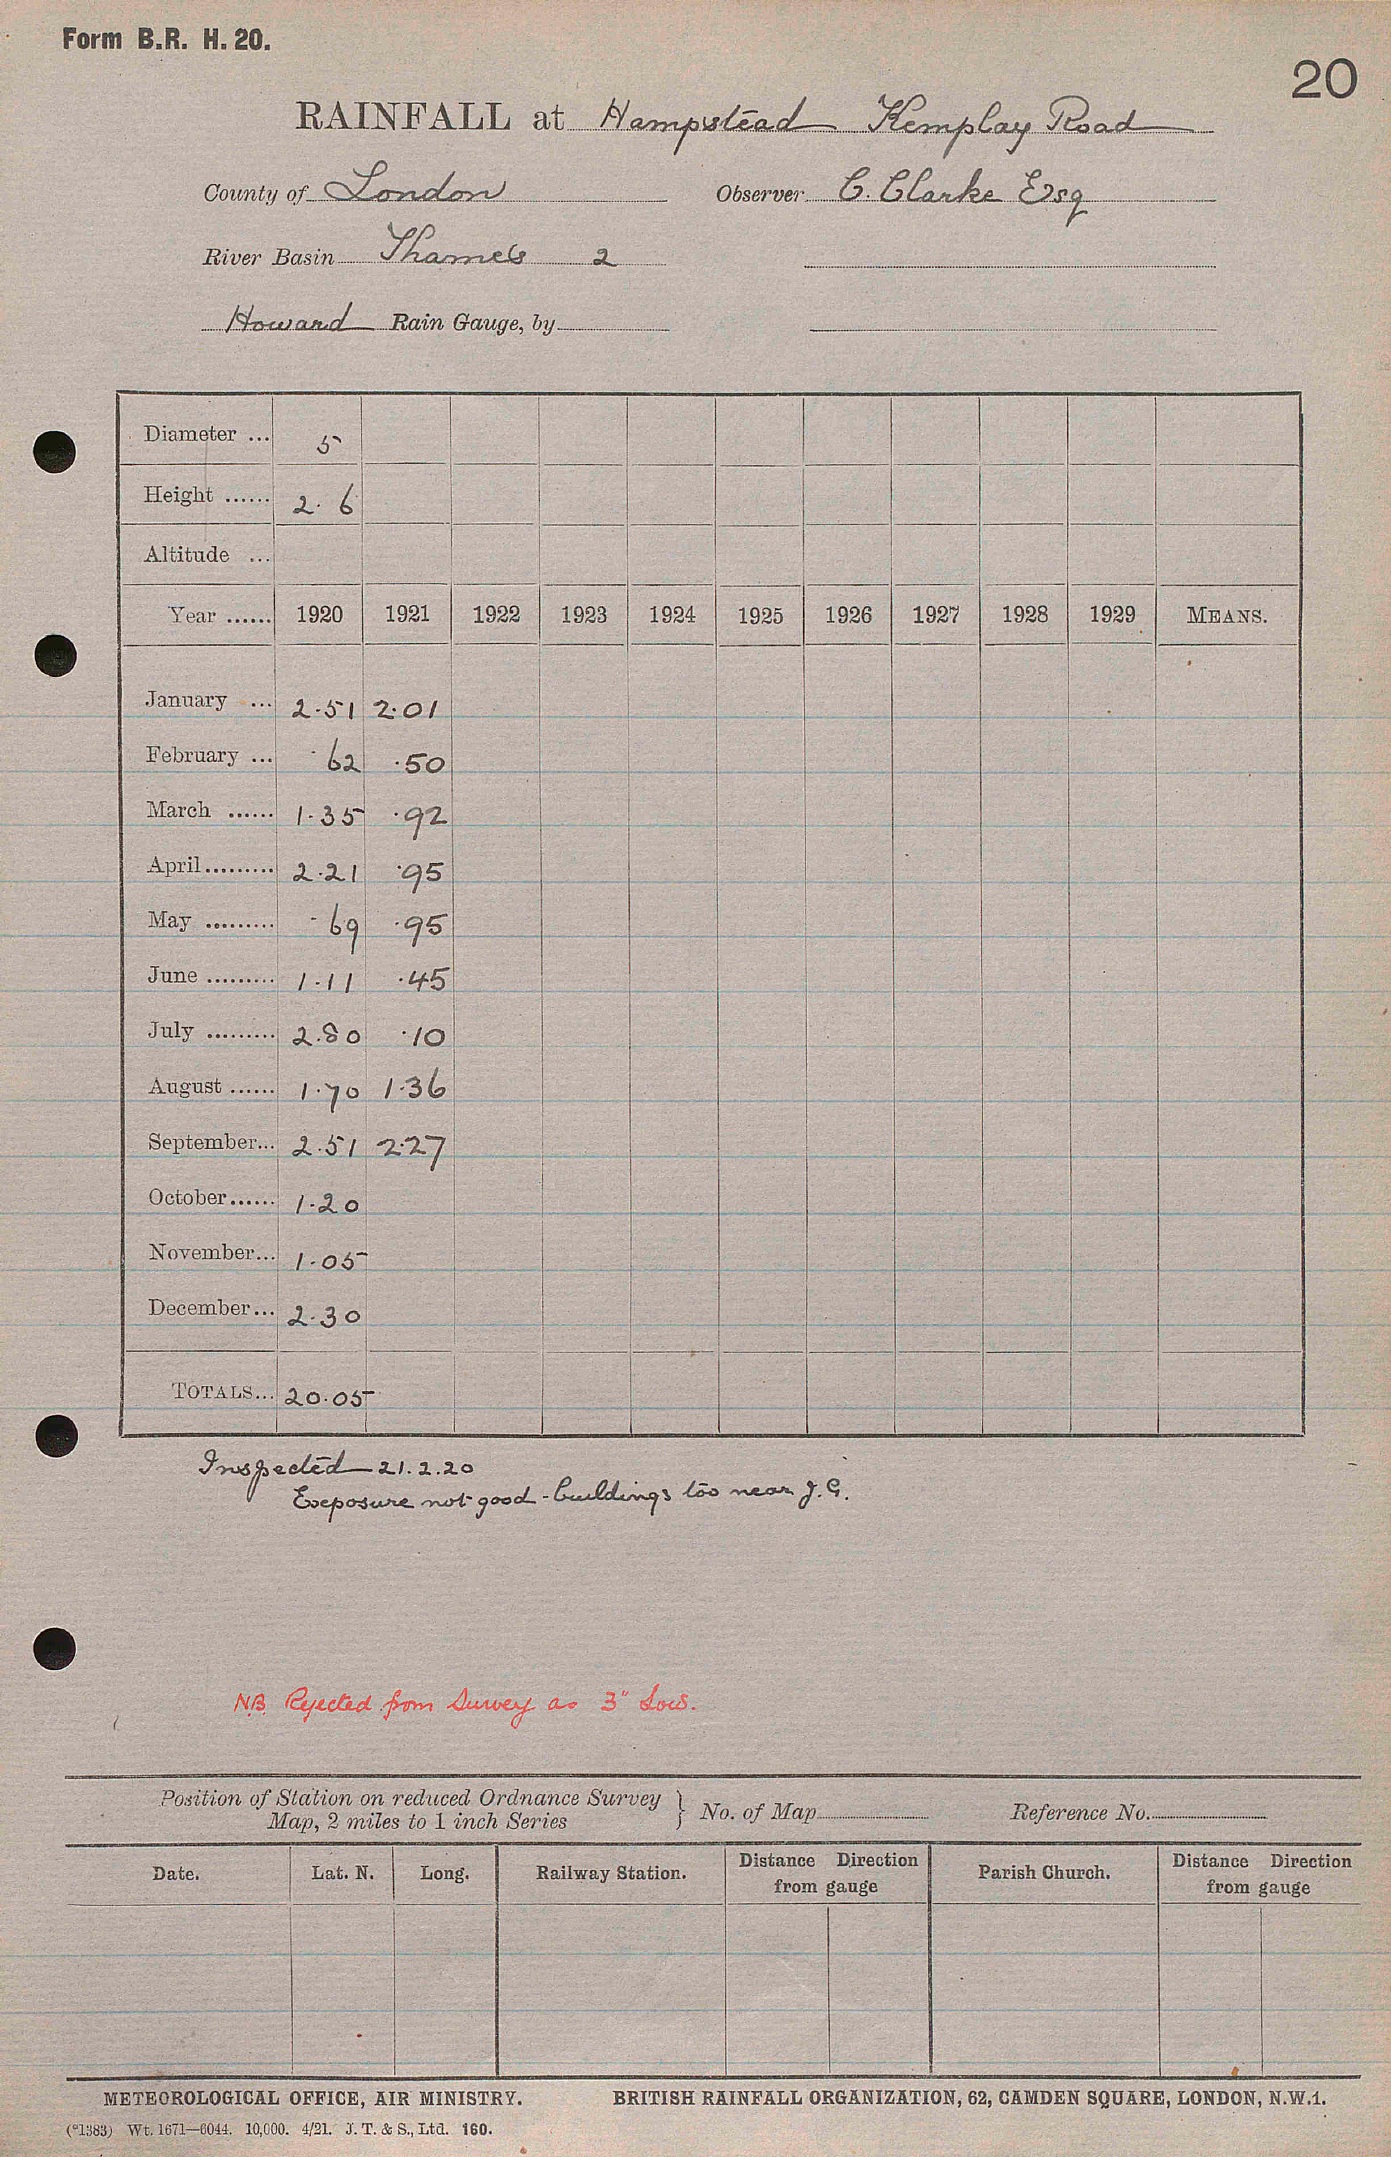 Form B.R. H. 20.
20
RAINFALL at Hampstead Kemplay Road
County of London Observer C. Clarke Esq
River Basin Thames 2
Howard Rain Gauge, by
Diameter ... 5
Height ...... 2. 6
Altitude ...
Year ...... 1920 1921 1922 1923 1924 1925 1926 1927 1928 1929 MEANS.
January ... 2.51 2.01
February ... .62 .50
March ...... 1.35 .92
April......... 2.21 .95
May ......... .69 .95
June ......... 1.11 .45
July ......... 2.80 .10
August ...... 1.70 1.36
September... 2.51 2.27
October...... 1.20
November... 1.05
December... 2.30
TOTALS... 20.05
Inspected 21.2.20
Exposure not good - buildings too near J.G.
N.B. Rejected from Survey as 3" Low.
Position of Station on reduced Ordnance Survey
Map, 2 miles to 1 inch Series } No. of Map Reference No.
Date. Lat. N. Long. Railway Station. Distance Direction from gauge Parish Church. Distance Direction from gauge
METEOROLOGICAL OFFICE, AIR MINISTRY. BRITISH RAINFALL ORGANIZATION, 62, CAMDEN SQUARE, LONDON, N.W.1.
(*1383) Wt. 1671—6044. 10,000. 4/21. J. T. & S., Ltd. 160.